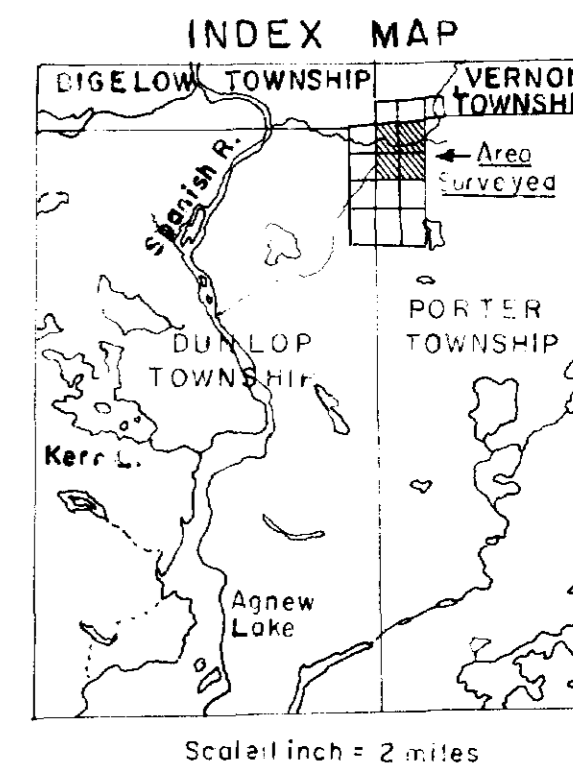 INDEX MAP
BIGELOW TOWNSHIP
VERNON
TOWNSHI
Area
Surveyed
Spanish R.
PORTER
TOWNSHIP
DUNLOP
TOWNSHIP
Kerr L.
Agnew
Lake
Scale 1 inch = 2 miles